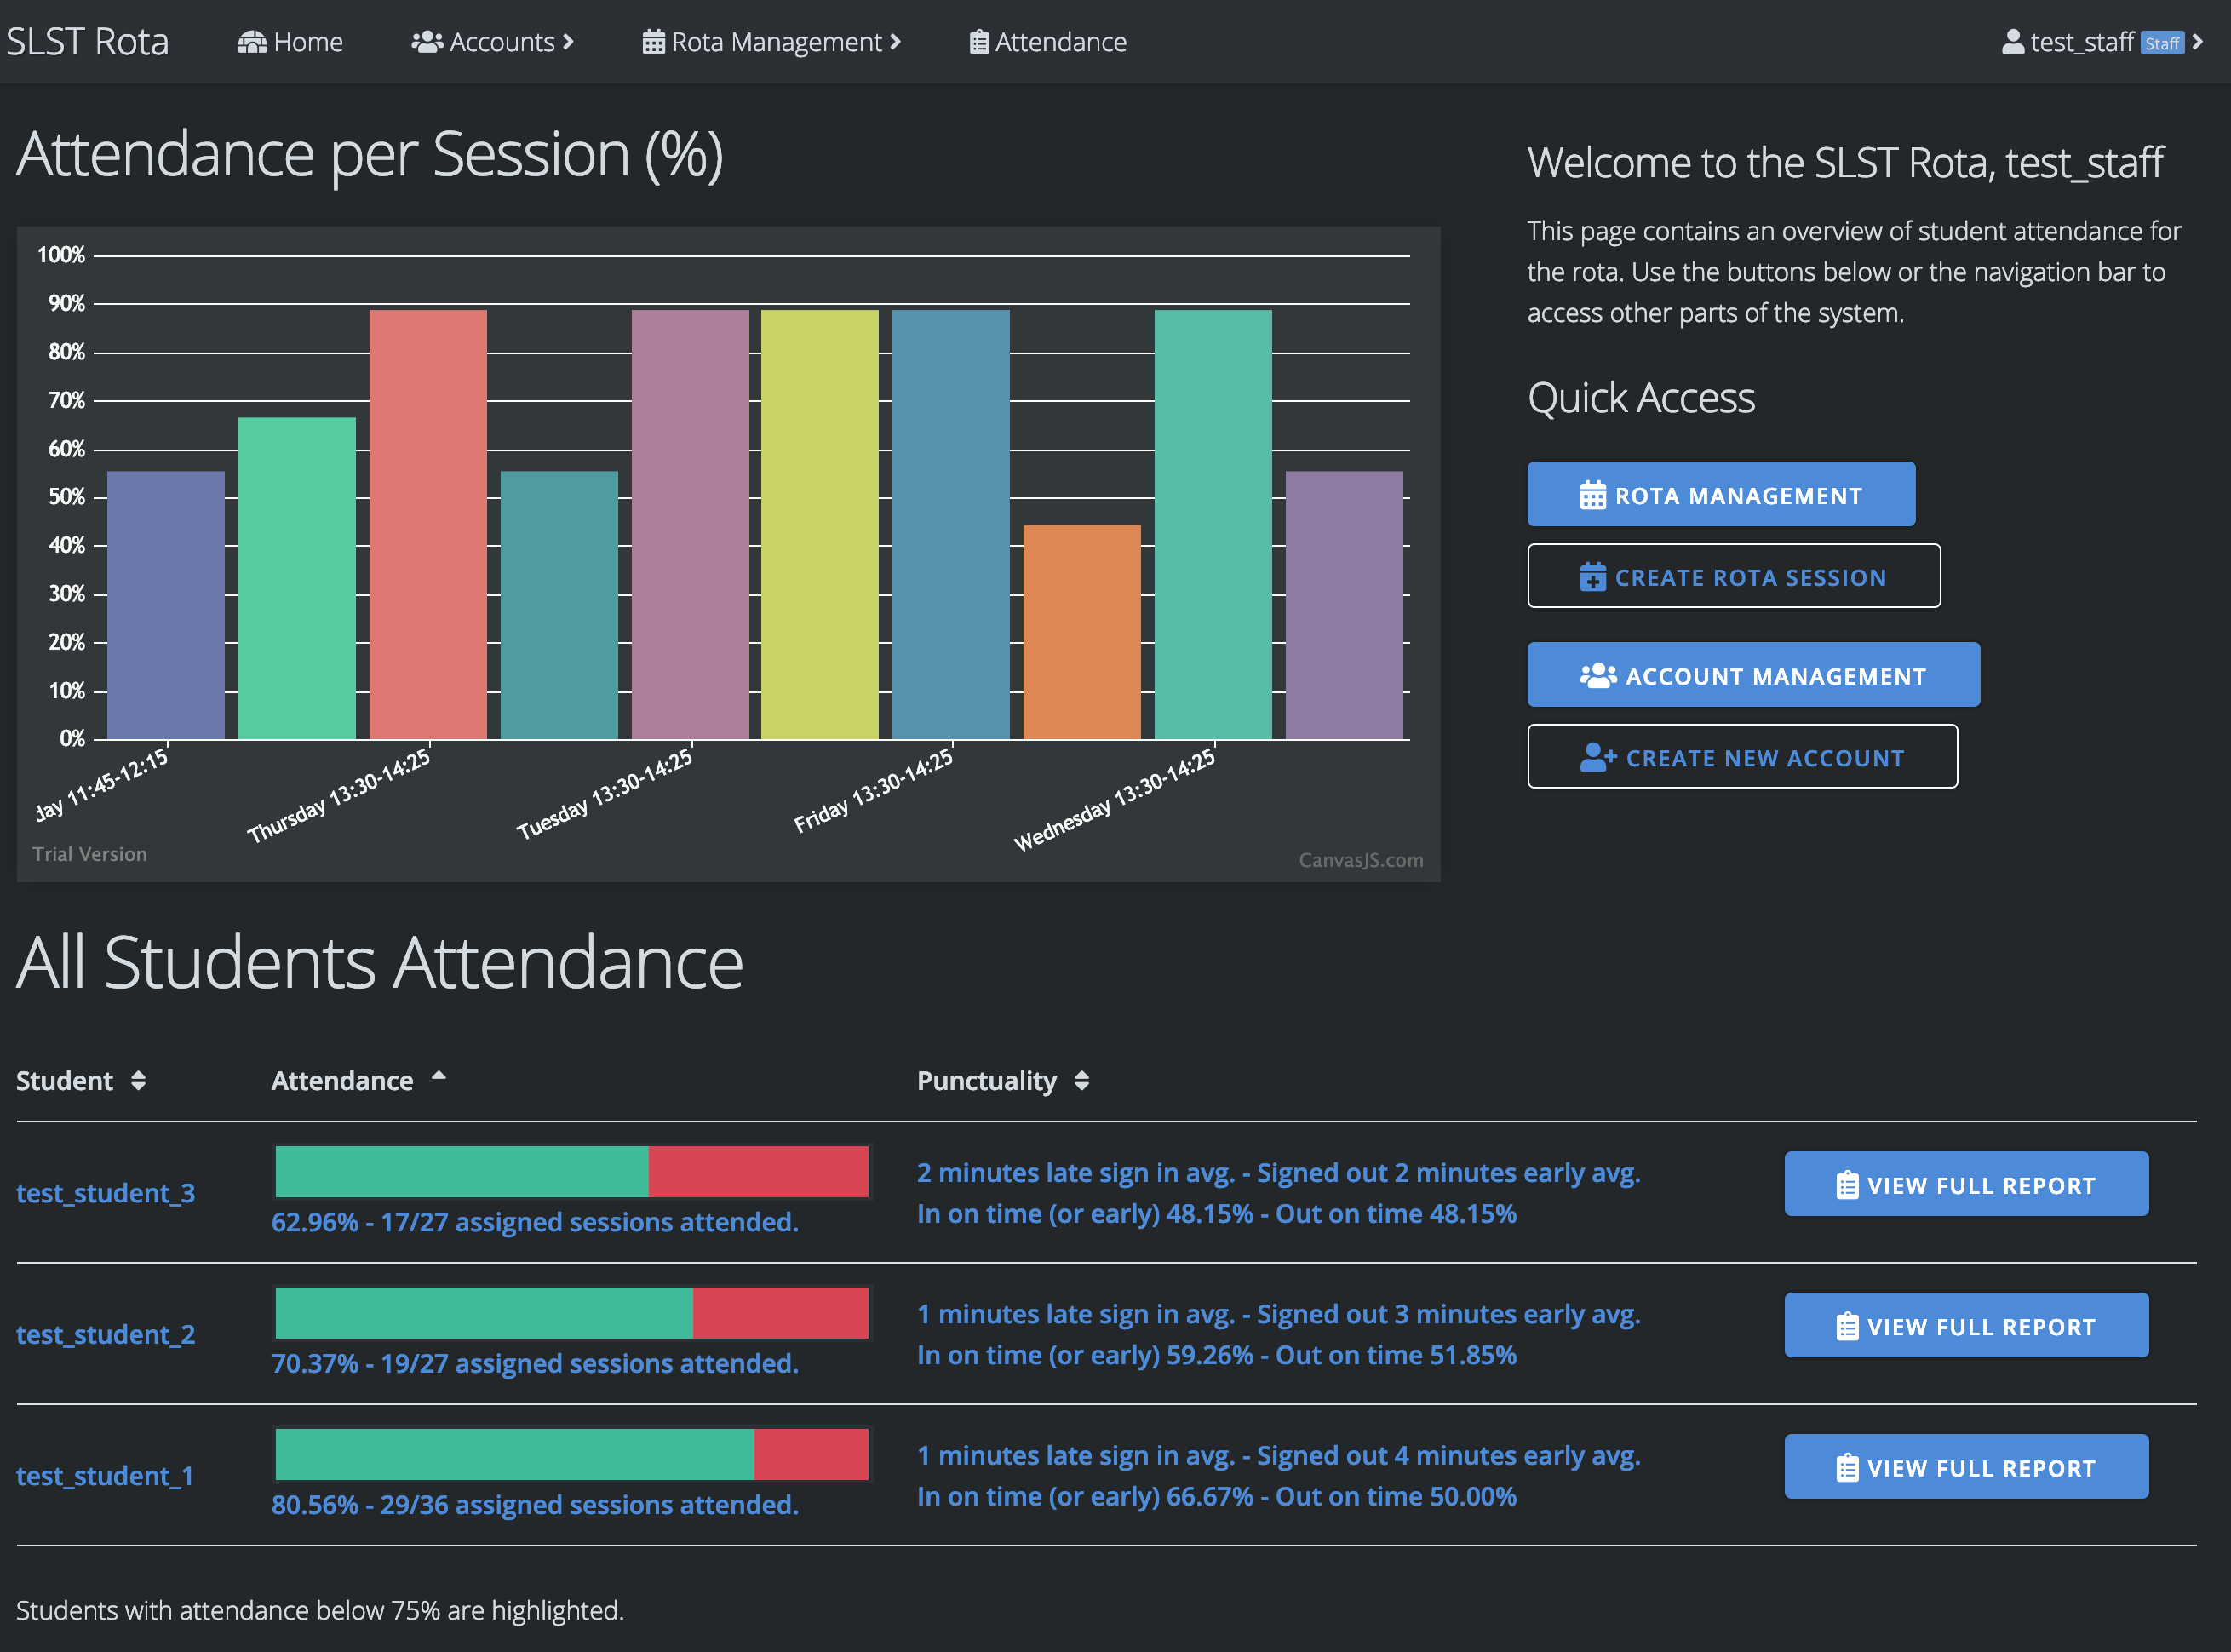 SLST Rota
Home
Accounts
Rota Management
Attendance
test_staff Staff
Attendance per Session (%)
100%
90%
80%
70%
60%
50%
40%
30%
20%
10%
0%
11:45-12:15
Thursday 13:30-14:25
Tuesday 13:30-14:25
Friday 13:30-14:25
Wednesday 13:30-14:25
Trial Version
CanvasJS.com
Welcome to the SLST Rota, test_staff
This page contains an overview of student attendance for
the rota. Use the buttons below or the navigation bar to
access other parts of the system.
Quick Access
ROTA MANAGEMENT
CREATE ROTA SESSION
ACCOUNT MANAGEMENT
CREATE NEW ACCOUNT
All Students Attendance
Student
Attendance
Punctuality
test_student_3
62.96% - 17/27 assigned sessions attended.
2 minutes late sign in avg. - Signed out 2 minutes early avg.
In on time (or early) 48.15% - Out on time 48.15%
VIEW FULL REPORT
test_student_2
70.37% - 19/27 assigned sessions attended.
1 minutes late sign in avg. - Signed out 3 minutes early avg.
In on time (or early) 59.26% - Out on time 51.85%
VIEW FULL REPORT
test_student_1
80.56% - 29/36 assigned sessions attended.
1 minutes late sign in avg. - Signed out 4 minutes early avg.
In on time (or early) 66.67% - Out on time 50.00%
VIEW FULL REPORT
Students with attendance below 75% are highlighted.